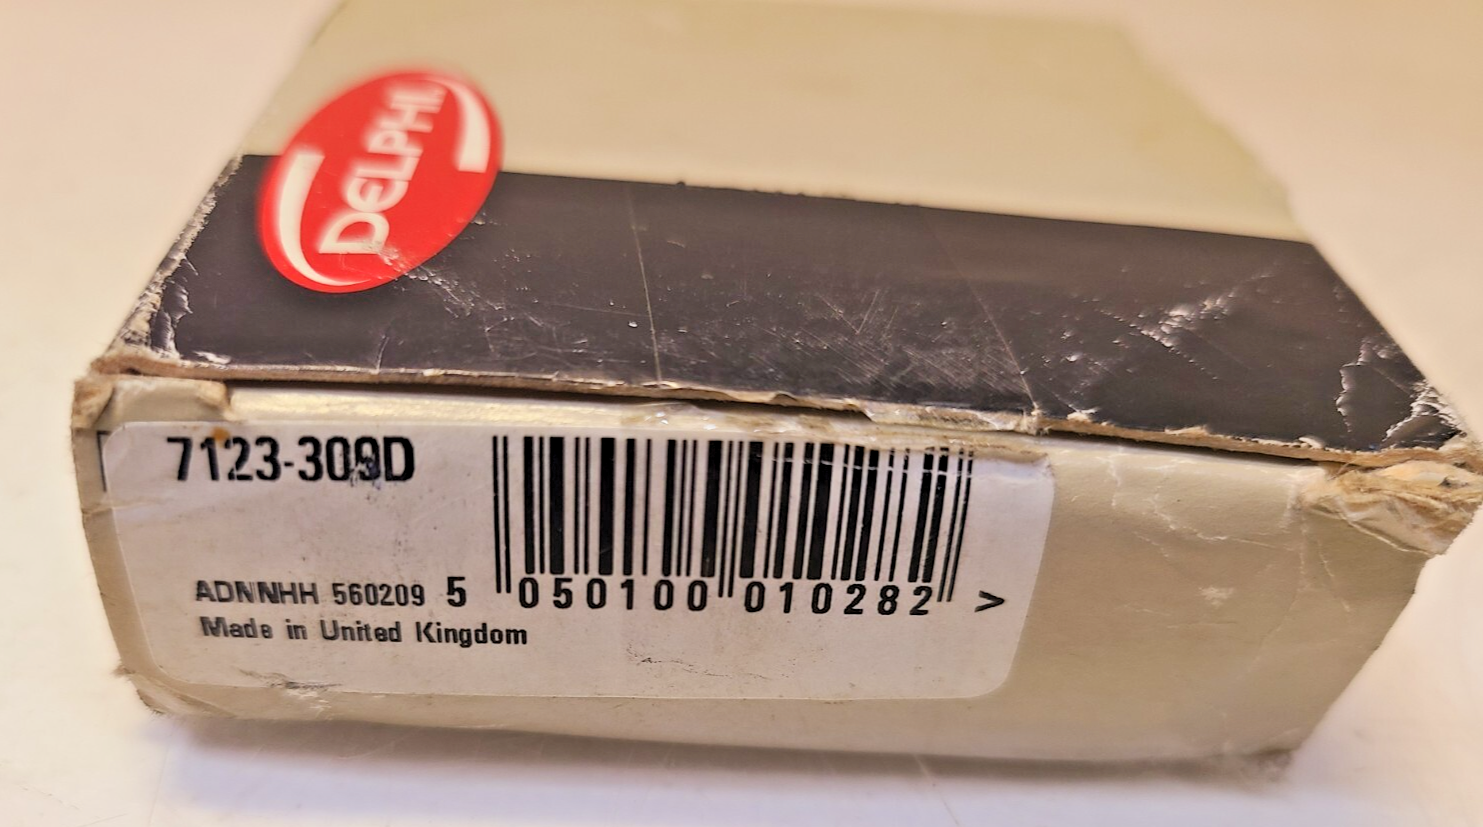 DELPHI
7123-309D
ADNNHH 560209
Made in United Kingdom
5 050100 010282 >